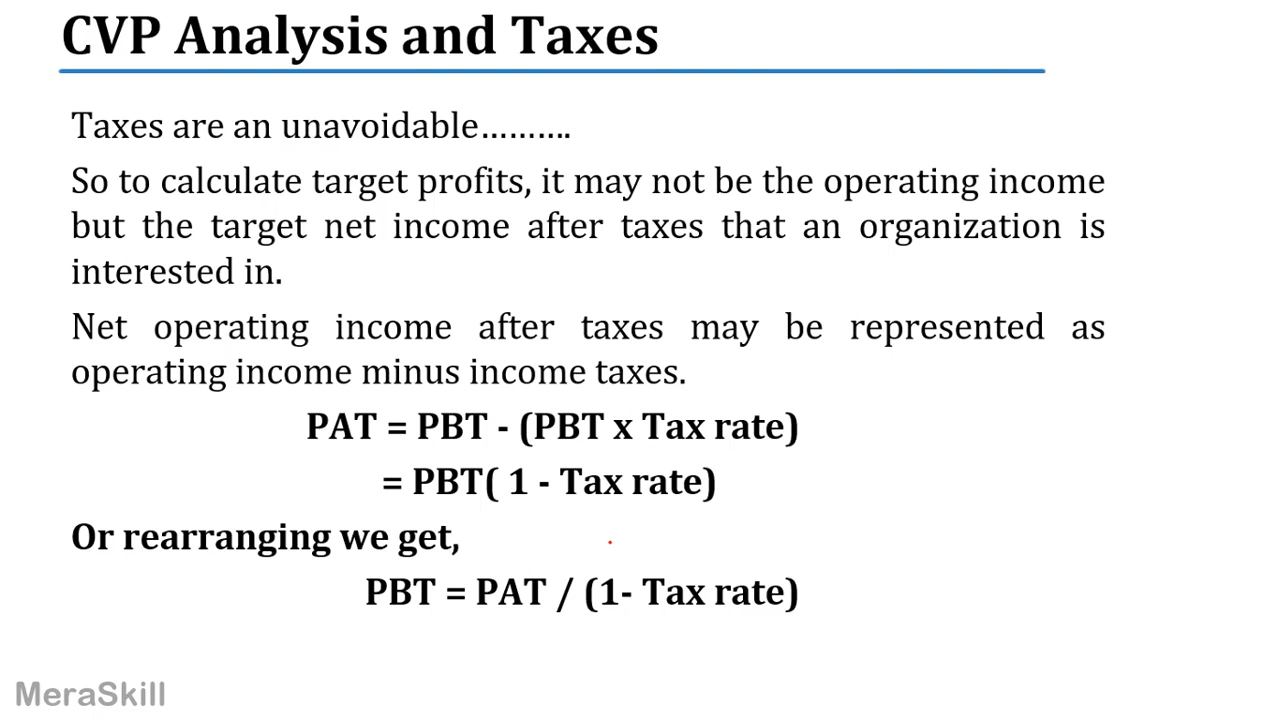 CVP Analysis and Taxes
Taxes are an unavoidable……….
So to calculate target profits, it may not be the operating income
but the target net income after taxes that an organization is
interested in.
Net operating income after taxes may be represented as
operating income minus income taxes.
PAT = PBT - (PBT x Tax rate)
= PBT( 1 - Tax rate)
Or rearranging we get,
PBT = PAT / (1- Tax rate)
MeraSkill